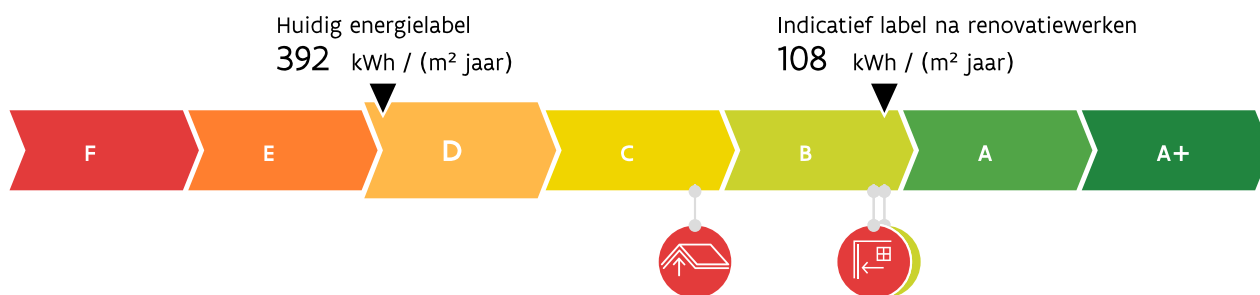 Huidig energielabel
392 kWh / (m² jaar)
Indicatief label na renovatiewerken
108 kWh / (m² jaar)
F E D C B A A+